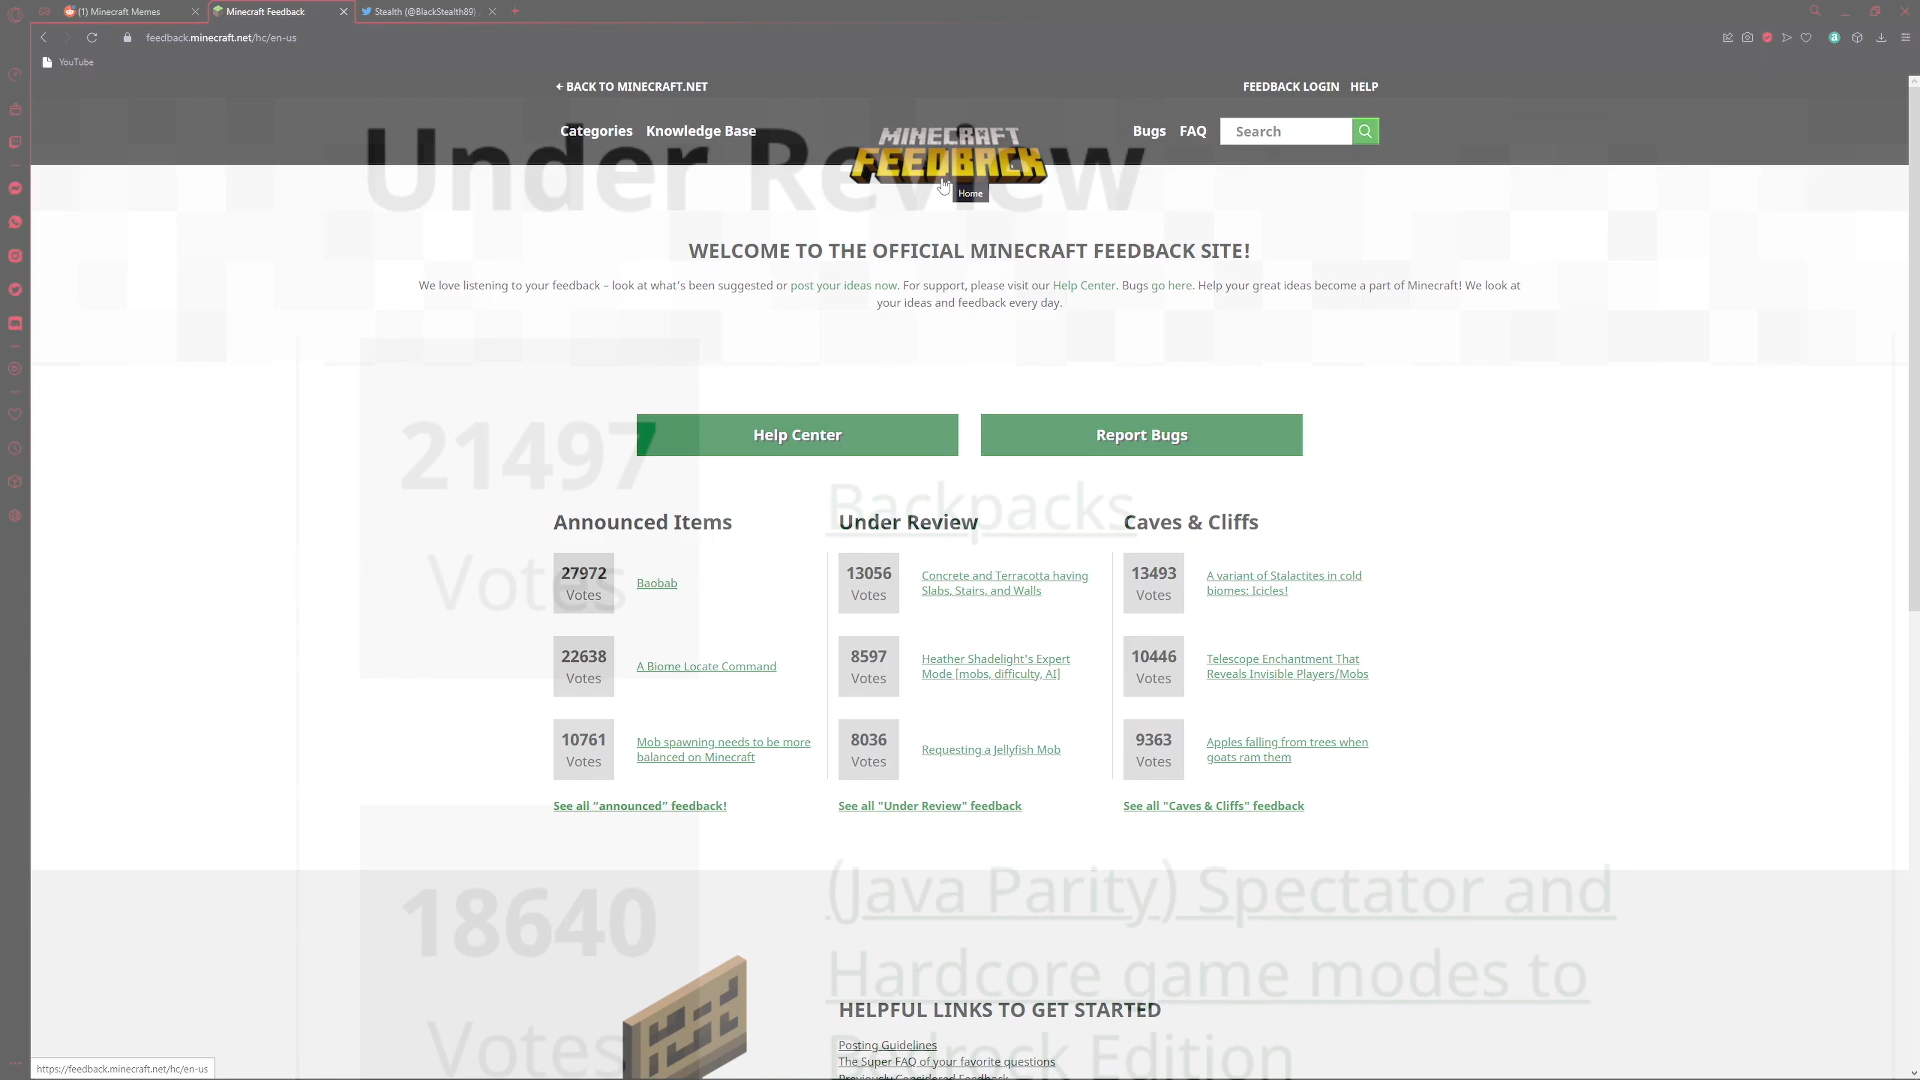 (1) Minecraft Memes
Minecraft Feedback
Stealth (@BlackStealth89)
feedback.minecraft.net/hc/en-us
YouTube
BACK TO MINECRAFT.NET
FEEDBACK LOGIN
HELP
Categories
Knowledge Base
MINECRAFT
FEEDBACK
Bugs
FAQ
Search
Under Review
Home
WELCOME TO THE OFFICIAL MINECRAFT FEEDBACK SITE!
We love listening to your feedback – look at what's been suggested or post your ideas now. For support, please visit our Help Center. Bugs go here. Help your great ideas become a part of Minecraft! We look at
your ideas and feedback every day.
Help Center
Report Bugs
21497
Votes
Backpacks
Announced Items
27972
Votes
Baobab
22638
Votes
A Biome Locate Command
10761
Votes
Mob spawning needs to be more
balanced on Minecraft
See all “announced” feedback!
Under Review
13056
Votes
Concrete and Terracotta having
Slabs, Stairs, and Walls
8597
Votes
Heather Shadelight's Expert
Mode [mobs, difficulty, AI]
8036
Votes
Requesting a Jellyfish Mob
See all "Under Review" feedback
Caves & Cliffs
13493
Votes
A variant of Stalactites in cold
biomes: Icicles!
10446
Votes
Telescope Enchantment That
Reveals Invisible Players/Mobs
9363
Votes
Apples falling from trees when
goats ram them
See all "Caves & Cliffs" feedback
18640
Votes
(Java Parity) Spectator and
Hardcore game modes to
Bedrock Edition
HELPFUL LINKS TO GET STARTED
Posting Guidelines
The Super FAQ of your favorite questions
Previously Considered Feedback
https://feedback.minecraft.net/hc/en-us